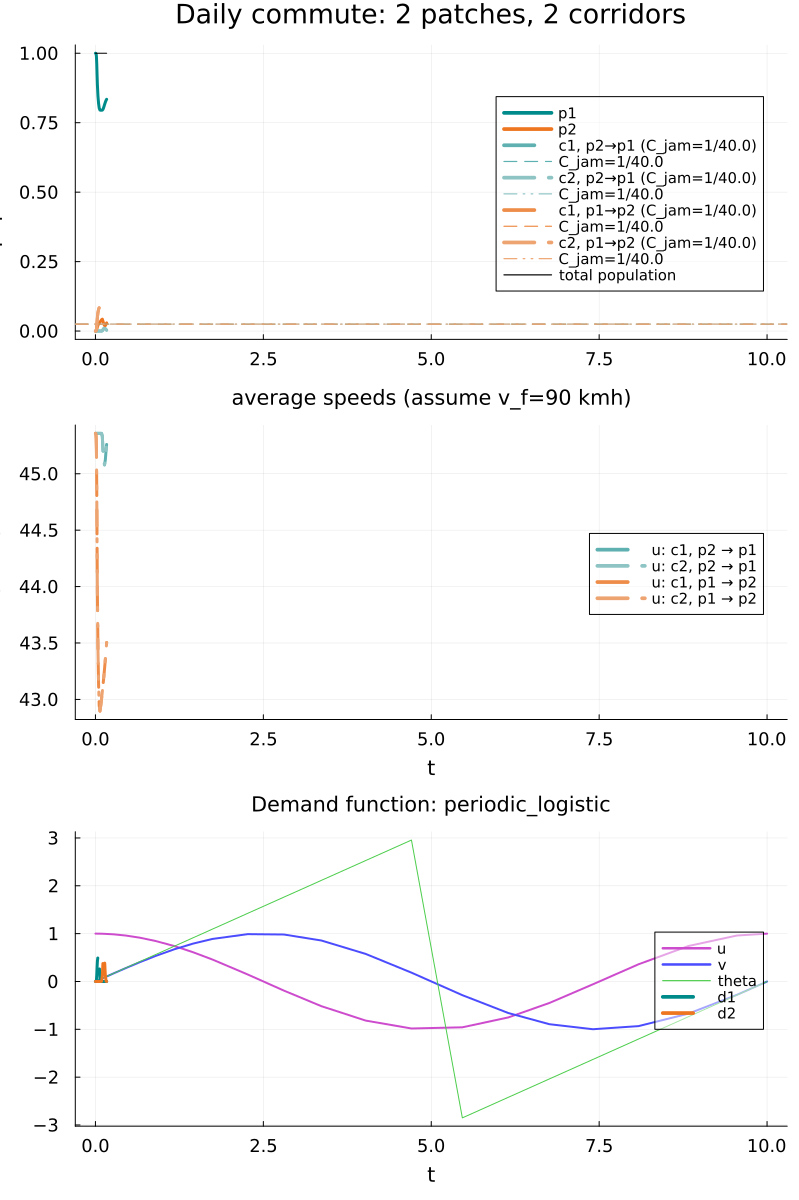 Daily commute: 2 patches, 2 corridors
1.00
0.75
0.50
0.25
0.00
p1
p2
c1, p2→p1 (C_jam=1/40.0)
C_jam=1/40.0
c2, p2→p1 (C_jam=1/40.0)
C_jam=1/40.0
c1, p1→p2 (C_jam=1/40.0)
C_jam=1/40.0
c2, p1→p2 (C_jam=1/40.0)
C_jam=1/40.0
total population
0.0 2.5 5.0 7.5 10.0
average speeds (assume v_f=90 kmh)
45.0
44.5
44.0
43.5
43.0
u: c1, p2 → p1
u: c2, p2 → p1
u: c1, p1 → p2
u: c2, p1 → p2
0.0 2.5 5.0 7.5 10.0
t
Demand function: periodic_logistic
3
2
1
0
−1
−2
−3
u
v
theta
d1
d2
0.0 2.5 5.0 7.5 10.0
t